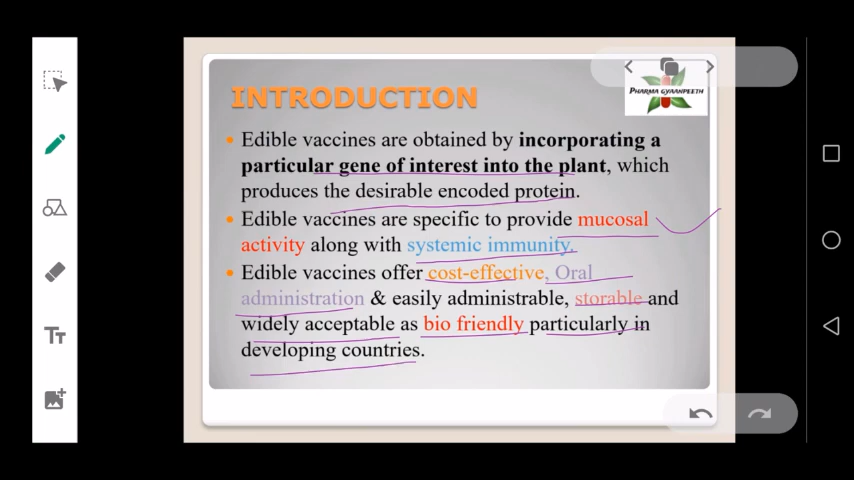 INTRODUCTION
PHARMA GYAANPEETH
• Edible vaccines are obtained by incorporating a
particular gene of interest into the plant, which
produces the desirable encoded protein.
• Edible vaccines are specific to provide mucosal
activity along with systemic immunity.
• Edible vaccines offer cost-effective, Oral
administration & easily administrable, storable and
widely acceptable as bio friendly particularly in
developing countries.
Tт